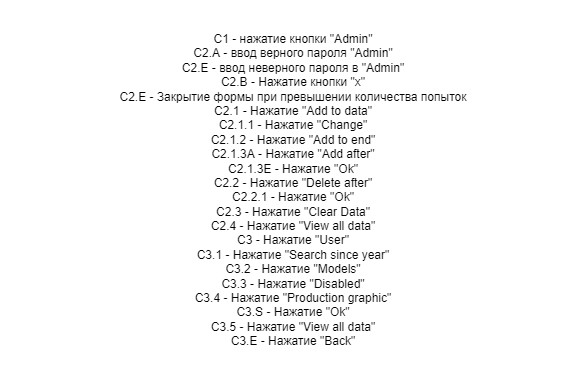 C1 - нажатие кнопки "Admin"
C2.A - ввод верного пароля "Admin"
C2.E - ввод неверного пароля в "Admin"
C2.B - Нажатие кнопки "x"
C2.E - Закрытие формы при превышении количества попыток
C2.1 - Нажатие "Add to data"
C2.1.1 - Нажатие "Change"
C2.1.2 - Нажатие "Add to end"
C2.1.3A - Нажатие "Add after"
C2.1.3E - Нажатие "Ok"
C2.2 - Нажатие "Delete after"
C2.2.1 - Нажатие "Ok"
C2.3 - Нажатие "Clear Data"
C2.4 - Нажатие "View all data"
C3 - Нажатие "User"
C3.1 - Нажатие "Search since year"
C3.2 - Нажатие "Models"
C3.3 - Нажатие "Disabled"
C3.4 - Нажатие "Production graphic"
C3.S - Нажатие "Ok"
C3.5 - Нажатие "View all data"
C3.E - Нажатие "Back"